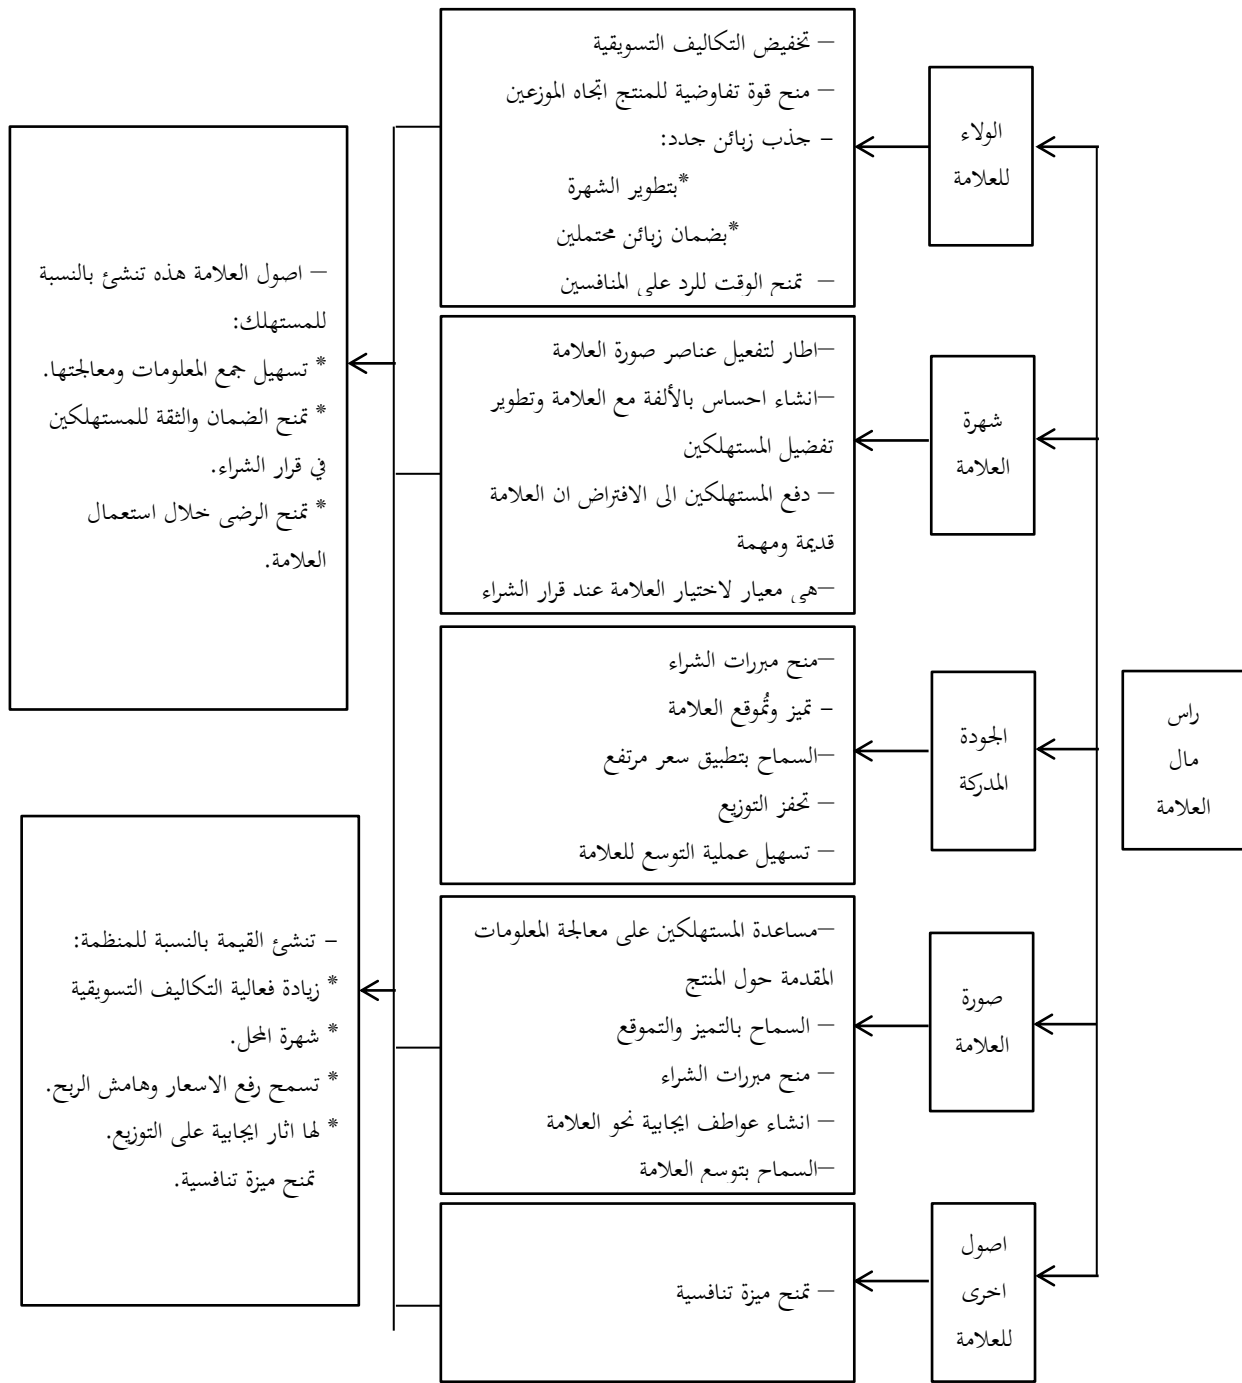 راس
مال
العلامة
الولاء
للعلامة
شهرة
العلامة
الجودة
المدركة
صورة
العلامة
اصول
اخرى
للعلامة
– تخفيض التكاليف التسويقية
– منح قوة تفاوضية للمنتج اتجاه الموزعين
- جذب زبائن جدد:
*بتطوير الشهرة
*بضمان زبائن محتملين
– تمنح الوقت للرد على المنافسين
–اطار لتفعيل عناصر صورة العلامة
–انشاء احساس بالألفة مع العلامة وتطوير
تفضيل المستهلكين
– دفع المستهلكين الى الافتراض ان العلامة
قديمة ومهمة
–هي معيار لاختيار العلامة عند قرار الشراء
–منح مبررات الشراء
- تميز وتُموقع العلامة
–السماح بتطبيق سعر مرتفع
– تحفز التوزيع
– تسهيل عملية التوسع للعلامة
–مساعدة المستهلكين على معالجة المعلومات
المقدمة حول المنتج
– السماح بالتميز والتموقع
– منح مبررات الشراء
– انشاء عواطف ايجابية نحو العلامة
–السماح بتوسع العلامة
– تمنح ميزة تنافسية
– اصول العلامة هذه تنشئ بالنسبة
للمستهلك:
* تسهيل جمع المعلومات ومعالجتها.
* تمنح الضمان والثقة للمستهلكين
في قرار الشراء.
* تمنح الرضى خلال استعمال
العلامة.
- تنشئ القيمة بالنسبة للمنظمة:
* زيادة فعالية التكاليف التسويقية
* شهرة المحل.
* تسمح رفع الاسعار وهامش الربح.
* لها اثار ايجابية على التوزيع.
تمنح ميزة تنافسية.